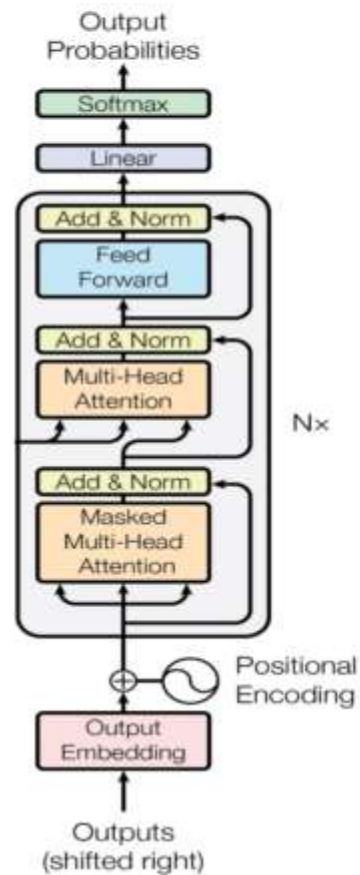 Output
Probabilities
Softmax
Linear
Add & Norm
Feed
Forward
Add & Norm
Multi-Head
Attention
Nx
Add & Norm
Masked
Multi-Head
Attention
Positional
Encoding
Output
Embedding
Outputs
(shifted right)